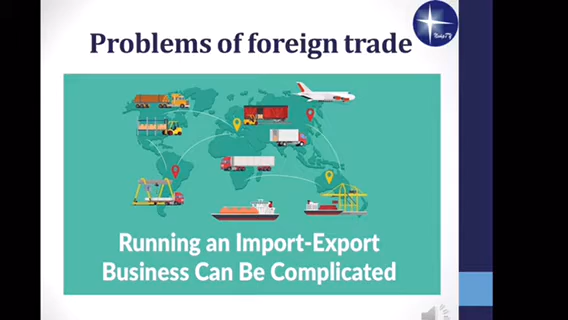 Problems of foreign trade
Running an Import-Export
Business Can Be Complicated